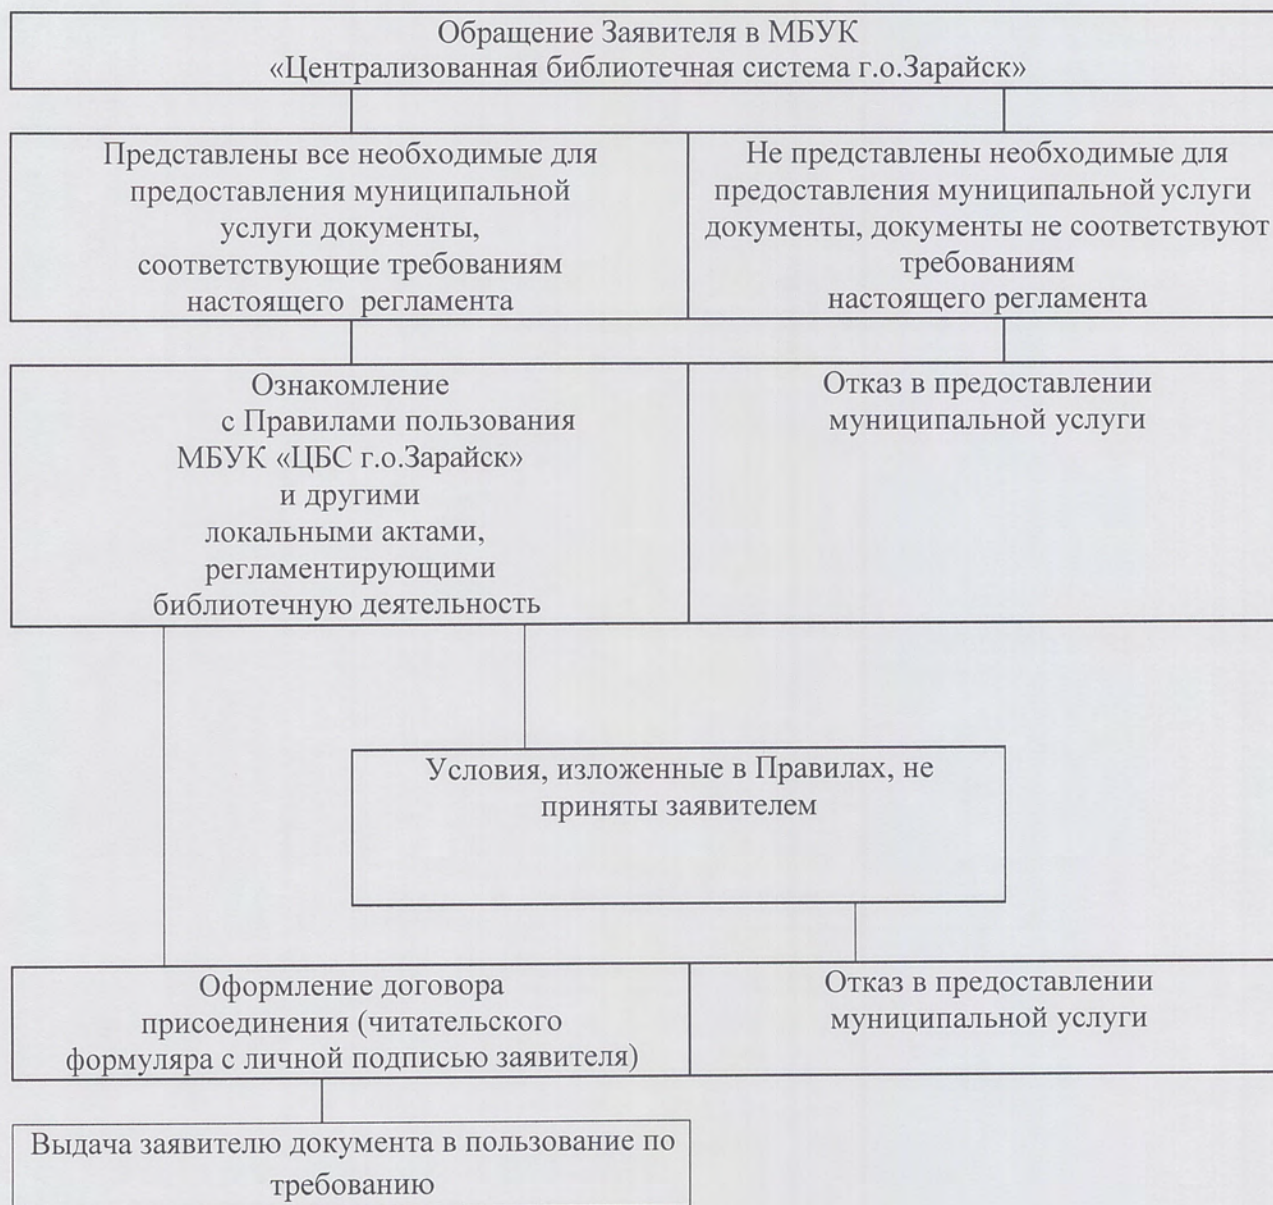 Обращение Заявителя в МБУК
«Централизованная библиотечная система г.о.Зарайск»
Представлены все необходимые для
предоставления муниципальной
услуги документы,
соответствующие требованиям
настоящего регламента
Не представлены необходимые для
предоставления муниципальной услуги
документы, документы не соответствуют
требованиям
настоящего регламента
Ознакомление
с Правилами пользования
МБУК «ЦБС г.о.Зарайск»
и другими
локальными актами,
регламентирующими
библиотечную деятельность
Отказ в предоставлении
муниципальной услуги
Условия, изложенные в Правилах, не
приняты заявителем
Оформление договора
присоединения (читательского
формуляра с личной подписью заявителя)
Отказ в предоставлении
муниципальной услуги
Выдача заявителю документа в пользование по
требованию